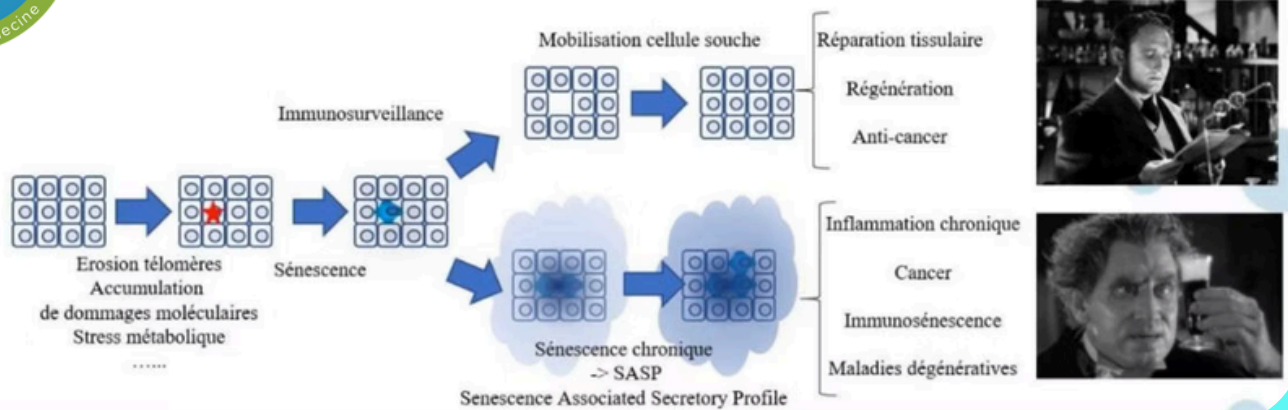 ecine
Mobilisation cellule souche
Réparation tissulaire
Régénération
Anti-cancer
Immunosurveillance
Erosion télomères
Accumulation
de dommages moléculaires
Stress métabolique
......
Sénescence
Sénescence chronique
-> SASP
Senescence Associated Secretory Profile
Inflammation chronique
Cancer
Immunosénescence
Maladies dégénératives